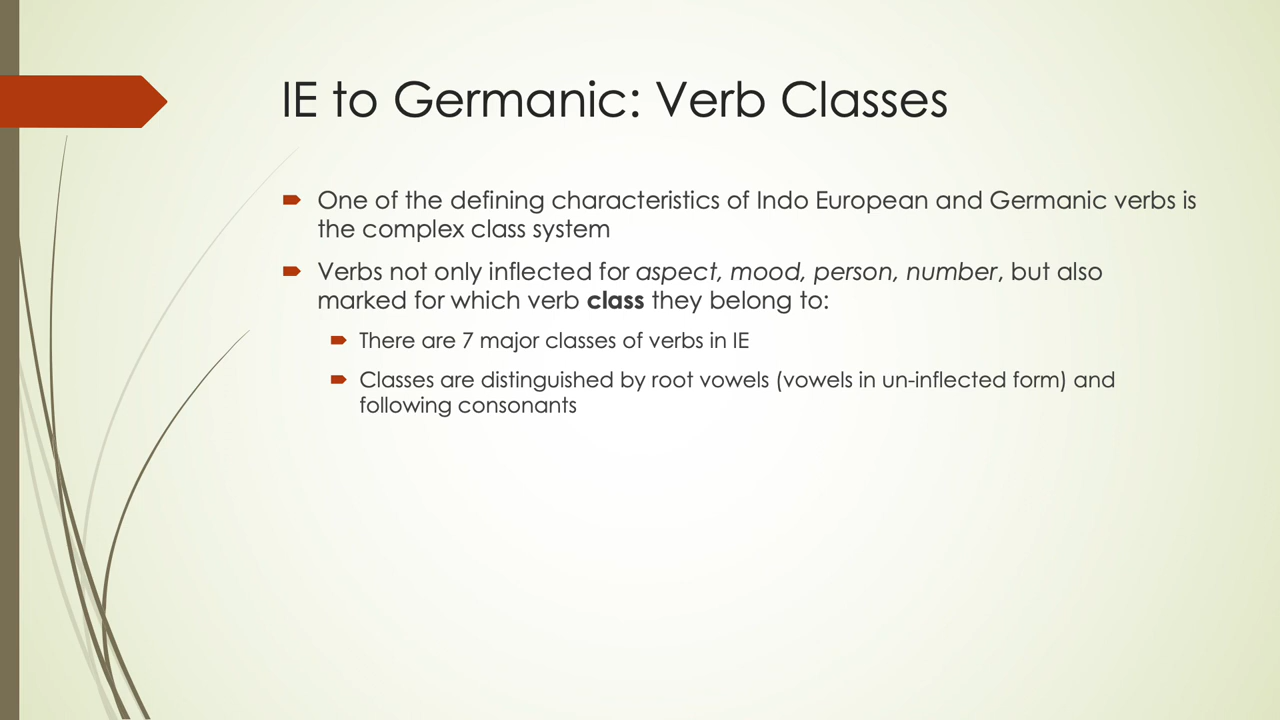 IE to Germanic: Verb Classes
One of the defining characteristics of Indo European and Germanic verbs is
the complex class system
Verbs not only inflected for aspect, mood, person, number, but also
marked for which verb class they belong to:
There are 7 major classes of verbs in IE
Classes are distinguished by root vowels (vowels in un-inflected form) and
following consonants